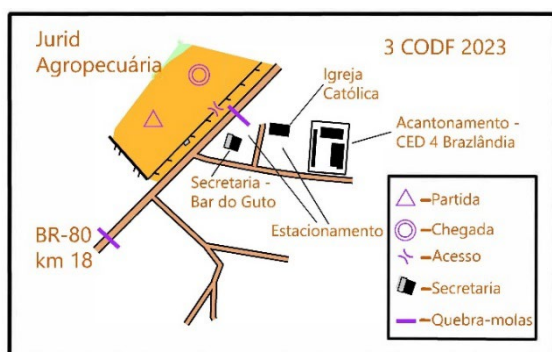 Jurid
Agropecuária
3 CODF 2023
Igreja
Católica
Acantonamento -
CED 4 Brazlândia
Secretaria -
Bar do Guto
Estacionamento
BR-80
km 18
-Partida
-Chegada
-Acesso
-Secretaria
-Quebra-molas